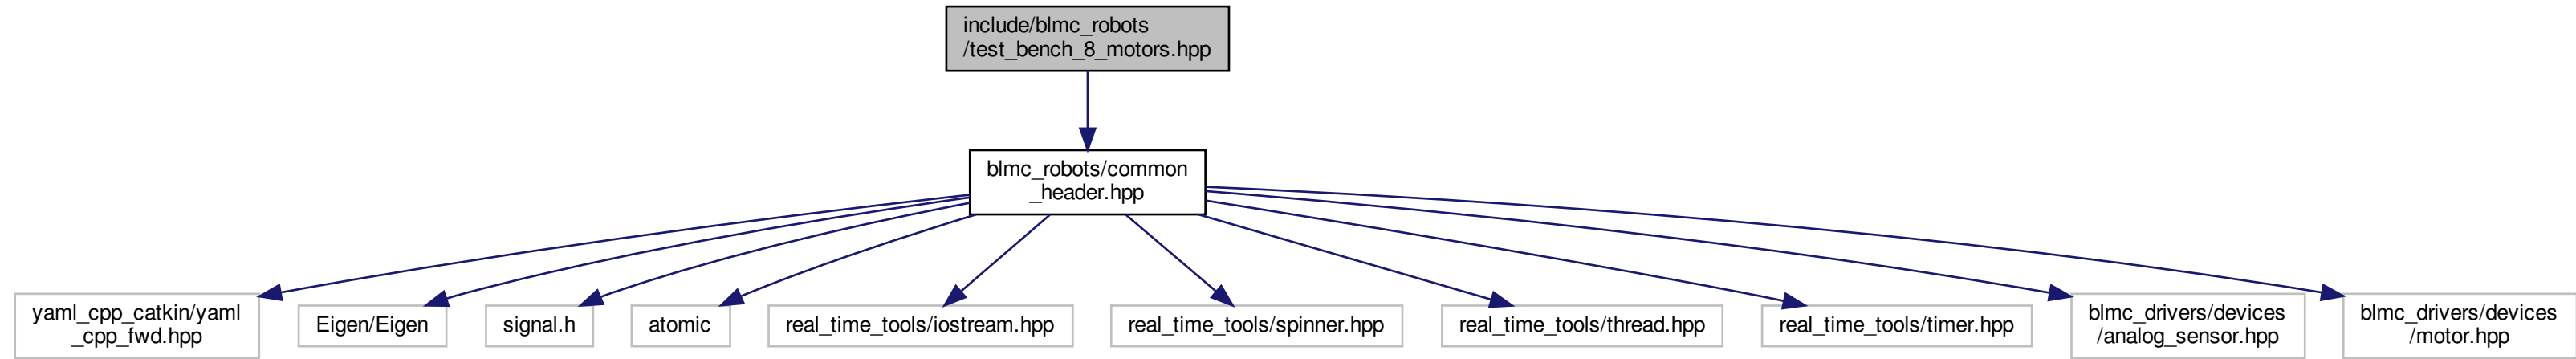 include/blmc_robots
/test_bench_8_motors.hpp
blmc_robots/common
_header.hpp
yaml_cpp_catkin/yaml
_cpp_fwd.hpp
Eigen/Eigen
signal.h
atomic
real_time_tools/iostream.hpp
real_time_tools/spinner.hpp
real_time_tools/thread.hpp
real_time_tools/timer.hpp
blmc_drivers/devices
/analog_sensor.hpp
blmc_drivers/devices
/motor.hpp